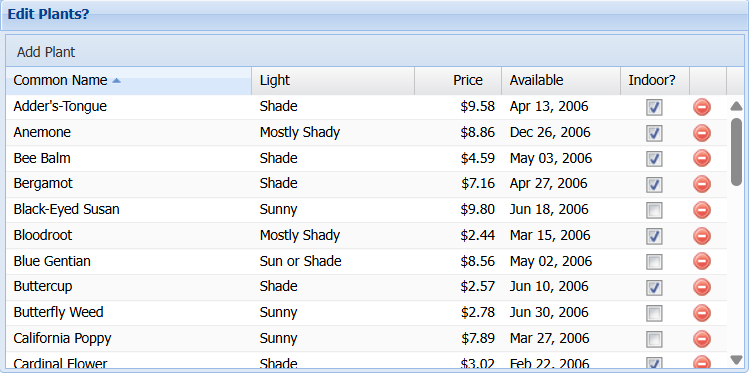 Edit Plants?
Add Plant
Common Name Light Price Available Indoor?
Adder's-Tongue Shade $9.58 Apr 13, 2006
Anemone Mostly Shady $8.86 Dec 26, 2006
Bee Balm Shade $4.59 May 03, 2006
Bergamot Shade $7.16 Apr 27, 2006
Black-Eyed Susan Sunny $9.80 Jun 18, 2006
Bloodroot Mostly Shady $2.44 Mar 15, 2006
Blue Gentian Sun or Shade $8.56 May 02, 2006
Buttercup Shade $2.57 Jun 10, 2006
Butterfly Weed Sunny $2.78 Jun 30, 2006
California Poppy Sunny $7.89 Mar 27, 2006
Cardinal Flower Shade $3.02 Feb 22, 2006